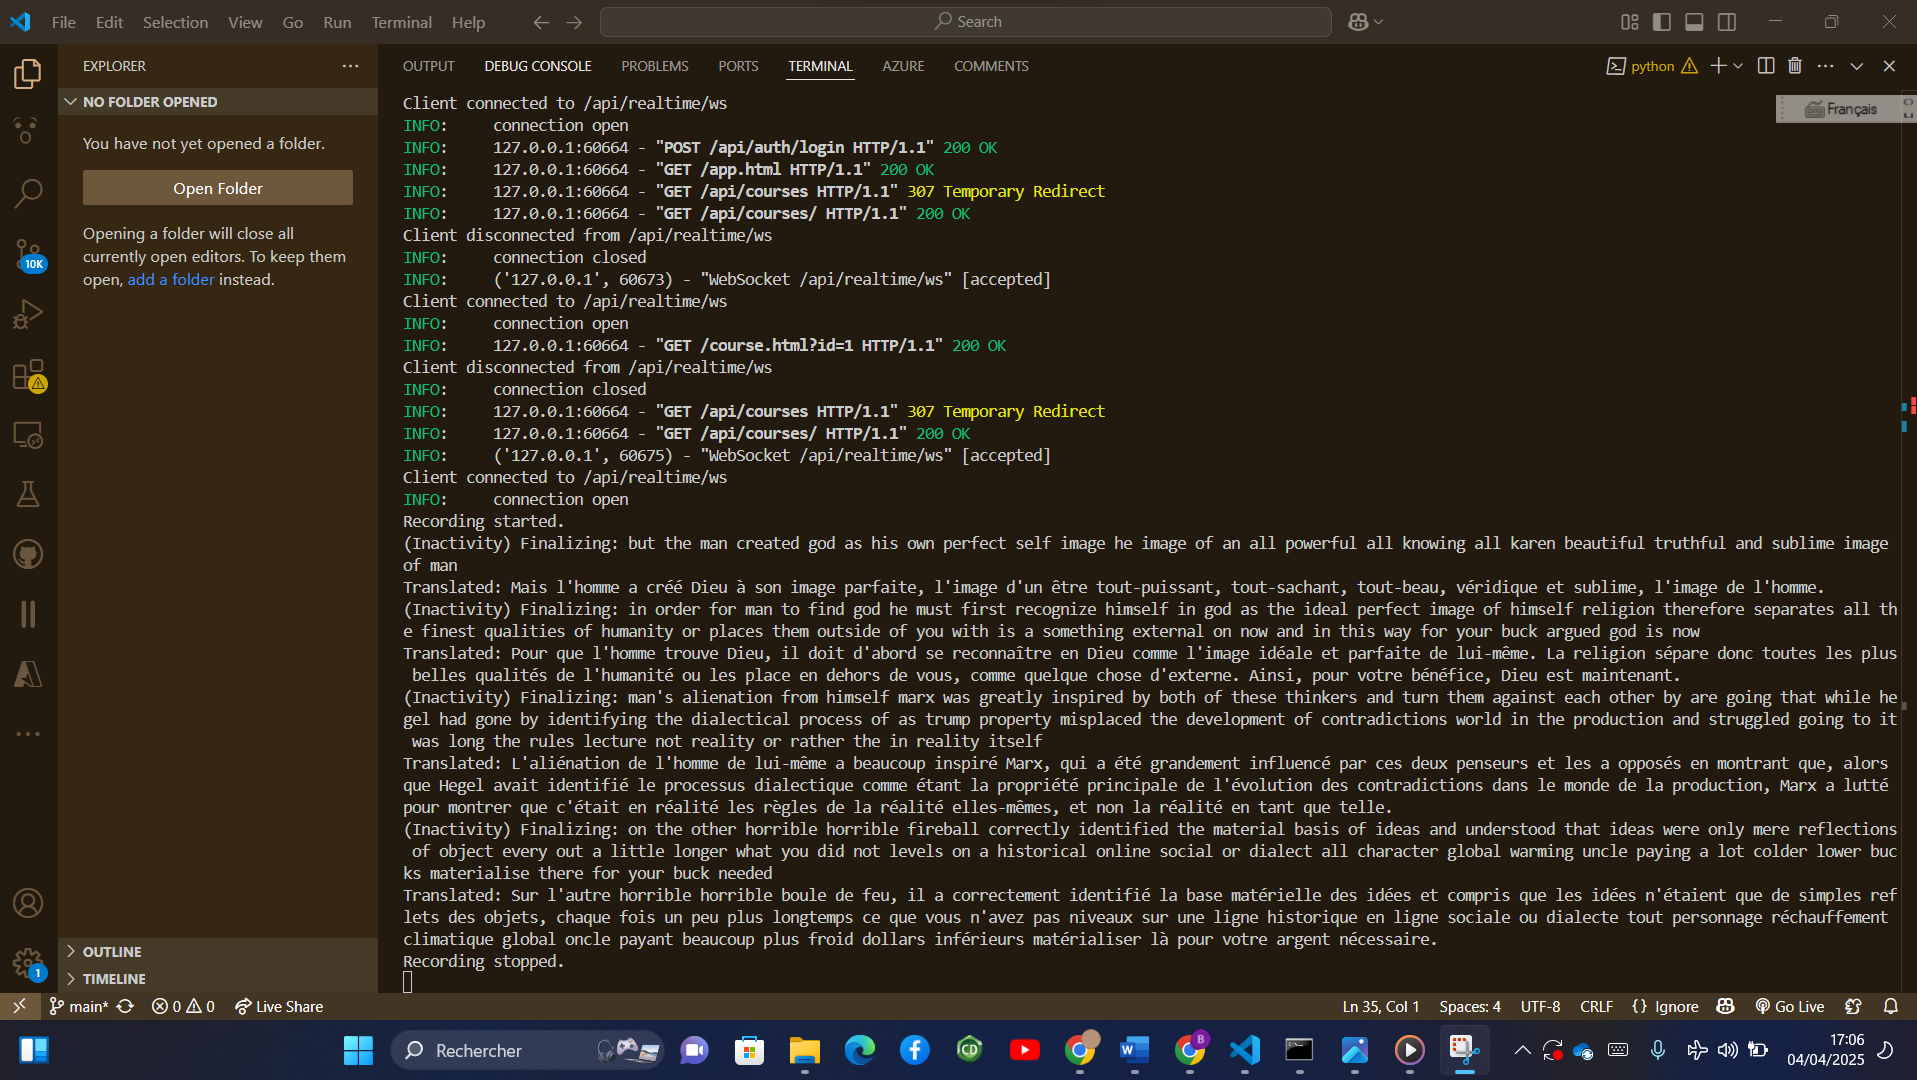 File Edit Selection View Go Run Terminal Help
Search
EXPLORER
OUTPUT DEBUG CONSOLE PROBLEMS PORTS TERMINAL AZURE COMMENTS
python
NO FOLDER OPENED
You have not yet opened a folder.
Open Folder
Opening a folder will close all
currently open editors. To keep them
open, add a folder instead.
10K
Français
Client connected to /api/realtime/ws
INFO: connection open
INFO: 127.0.0.1:60664 - "POST /api/auth/login HTTP/1.1" 200 OK
INFO: 127.0.0.1:60664 - "GET /app.html HTTP/1.1" 200 OK
INFO: 127.0.0.1:60664 - "GET /api/courses HTTP/1.1" 307 Temporary Redirect
INFO: 127.0.0.1:60664 - "GET /api/courses/ HTTP/1.1" 200 OK
Client disconnected from /api/realtime/ws
INFO: connection closed
INFO: ('127.0.0.1', 60673) - "WebSocket /api/realtime/ws" [accepted]
Client connected to /api/realtime/ws
INFO: connection open
INFO: 127.0.0.1:60664 - "GET /course.html?id=1 HTTP/1.1" 200 OK
Client disconnected from /api/realtime/ws
INFO: connection closed
INFO: 127.0.0.1:60664 - "GET /api/courses HTTP/1.1" 307 Temporary Redirect
INFO: 127.0.0.1:60664 - "GET /api/courses/ HTTP/1.1" 200 OK
INFO: ('127.0.0.1', 60675) - "WebSocket /api/realtime/ws" [accepted]
Client connected to /api/realtime/ws
INFO: connection open
Recording started.
(Inactivity) Finalizing: but the man created god as his own perfect self image he image of an all powerful all knowing all karen beautiful truthful and sublime image
of man
Translated: Mais l'homme a créé Dieu à son image parfaite, l'image d'un être tout-puissant, tout-sachant, tout-beau, véridique et sublime, l'image de l'homme.
(Inactivity) Finalizing: in order for man to find god he must first recognize himself in god as the ideal perfect image of himself religion therefore separates all th
e finest qualities of humanity or places them outside of you with is a something external on now and in this way for your buck argued god is now
Translated: Pour que l'homme trouve Dieu, il doit d'abord se reconnaître en Dieu comme l'image idéale et parfaite de lui-même. La religion sépare donc toutes les plus
belles qualités de l'humanité ou les place en dehors de vous, comme quelque chose d'externe. Ainsi, pour votre bénéfice, Dieu est maintenant.
(Inactivity) Finalizing: man's alienation from himself marx was greatly inspired by both of these thinkers and turn them against each other by are going that while he
gel had gone by identifying the dialectical process of as trump property misplaced the development of contradictions world in the production and struggled going to it
was long the rules lecture not reality or rather the in reality itself
Translated: L'aliénation de l'homme de lui-même a beaucoup inspiré Marx, qui a été grandement influencé par ces deux penseurs et les a opposés en montrant que, alors
que Hegel avait identifié le processus dialectique comme étant la propriété principale de l'évolution des contradictions dans le monde de la production, Marx a lutté
pour montrer que c'était en réalité les règles de la réalité elles-mêmes, et non la réalité en tant que telle.
(Inactivity) Finalizing: on the other horrible horrible fireball correctly identified the material basis of ideas and understood that ideas were only mere reflections
of object every out a little longer what you did not levels on a historical online social or dialect all character global warming uncle paying a lot colder lower buc
ks materialise there for your buck needed
Translated: Sur l'autre horrible horrible boule de feu, il a correctement identifié la base matérielle des idées et compris que les idées n'étaient que de simples ref
lets des objets, chaque fois un peu plus longtemps ce que vous n'avez pas niveaux sur une ligne historique en ligne sociale ou dialecte tout personnage réchauffement
climatique global oncle payant beaucoup plus froid dollars inférieurs matérialiser là pour votre argent nécessaire.
Recording stopped.
OUTLINE
TIMELINE
1
main* 0 0 Live Share
Ln 35, Col 1 Spaces: 4 UTF-8 CRLF {} Ignore Go Live
Rechercher
17:06
04/04/2025